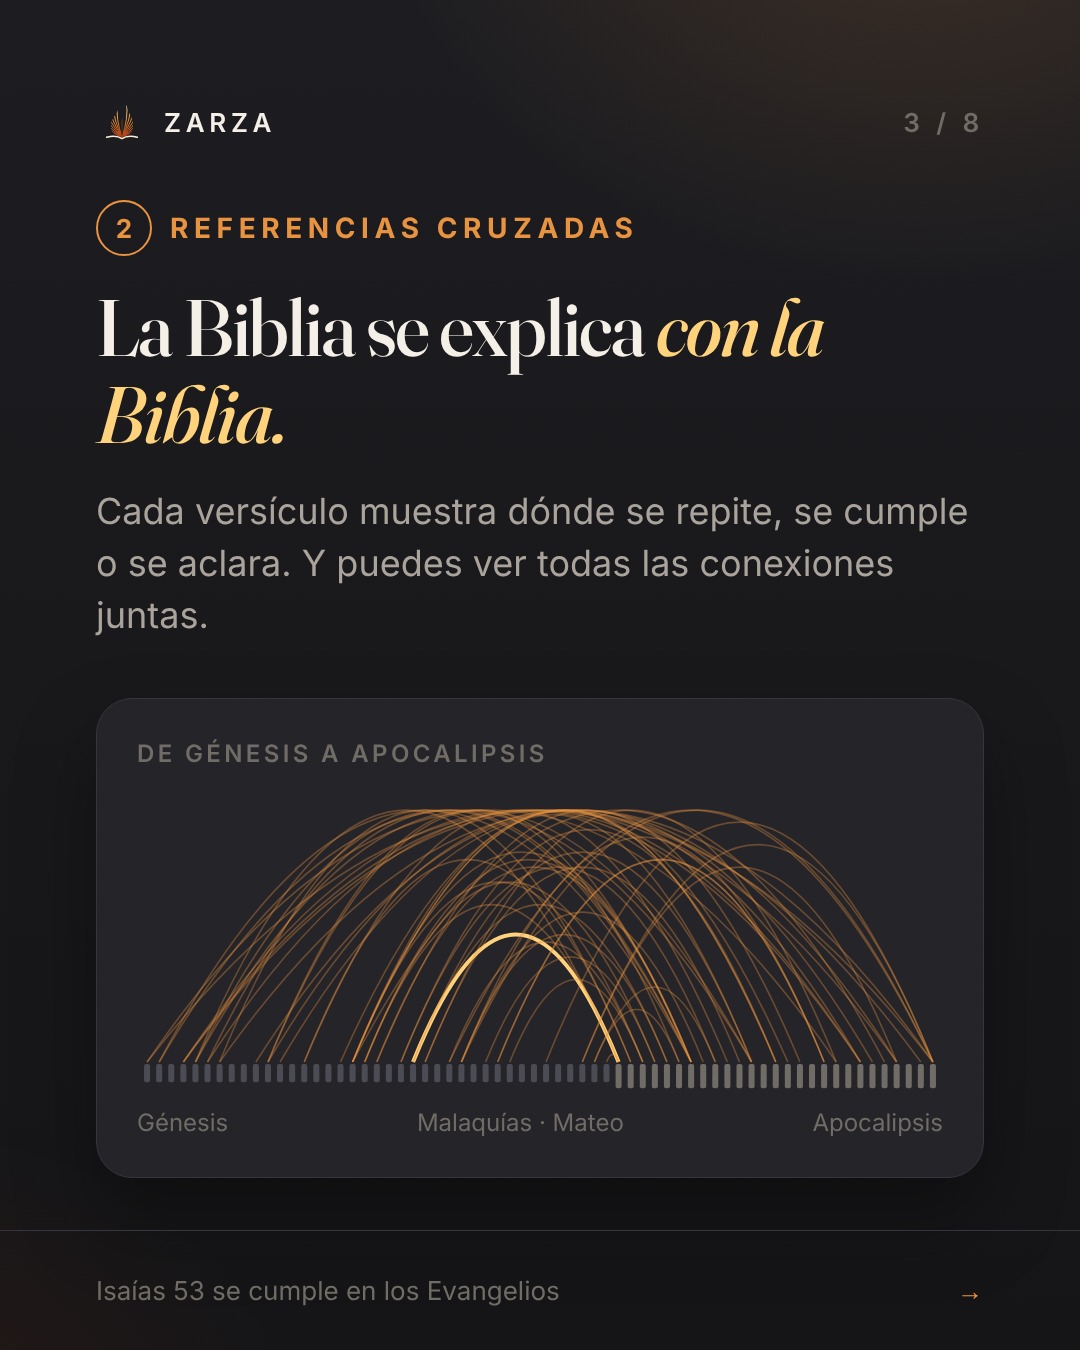 ZARZA
3 / 8
2 REFERENCIAS CRUZADAS
La Biblia se explica con la
Biblia.
Cada versículo muestra dónde se repite, se cumple
o se aclara. Y puedes ver todas las conexiones
juntas.
DE GÉNESIS A APOCALIPSIS
Génesis
Malaquías · Mateo
Apocalipsis
Isaías 53 se cumple en los Evangelios →